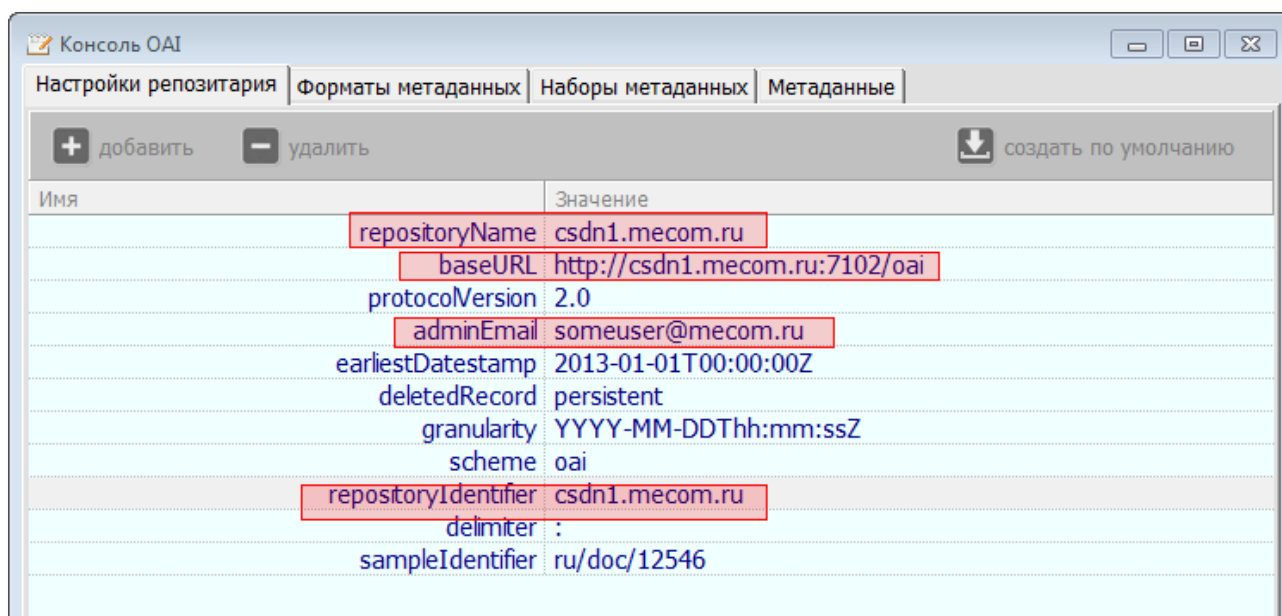 Консоль OAI
Настройки репозитария Форматы метаданных Наборы метаданных Метаданные
добавить удалить создать по умолчанию
Имя Значение
repositoryName csdn1.mecom.ru
baseURL http://csdn1.mecom.ru:7102/oai
protocolVersion 2.0
adminEmail someuser@mecom.ru
earliestDatestamp 2013-01-01T00:00:00Z
deletedRecord persistent
granularity YYYY-MM-DDThh:mm:ssZ
scheme oai
repositoryIdentifier csdn1.mecom.ru
delimiter :
sampleIdentifier ru/doc/12546